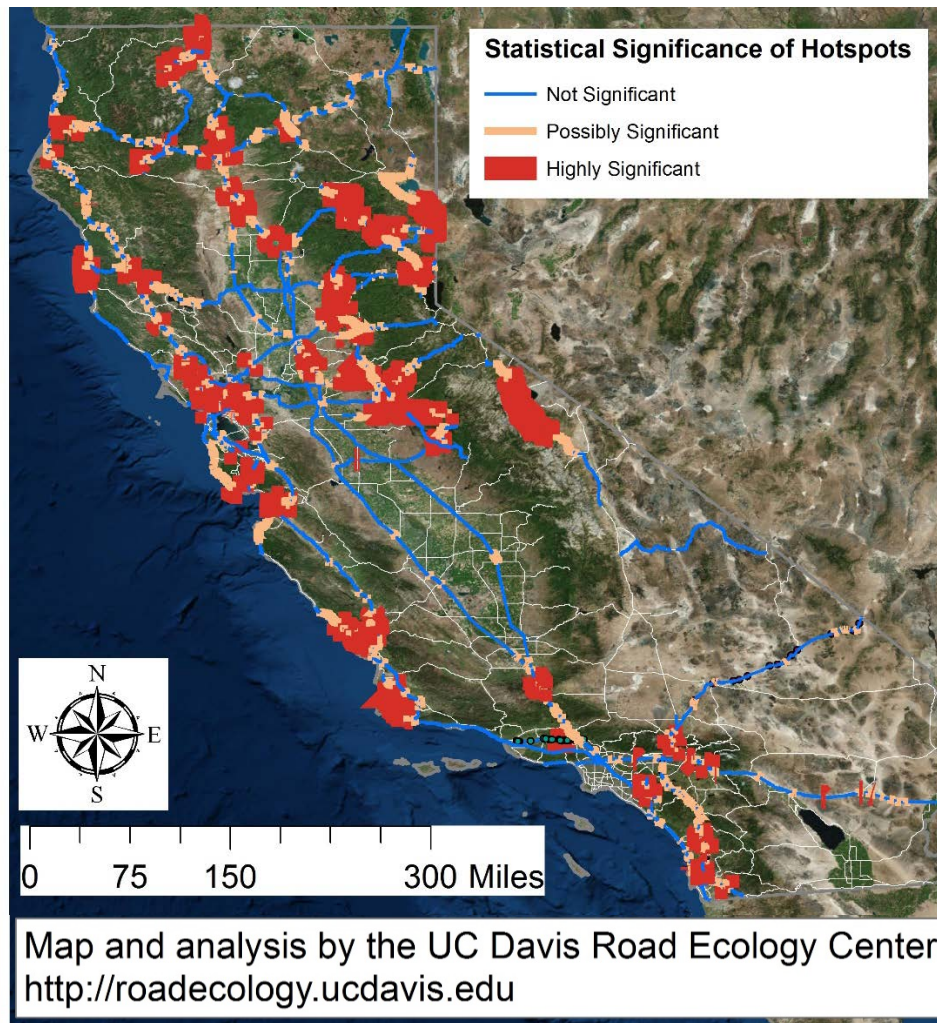 Statistical Significance of Hotspots
Not Significant
Possibly Significant
Highly Significant
N
W E
S
0 75 150 300 Miles
Map and analysis by the UC Davis Road Ecology Center
http://roadecology.ucdavis.edu